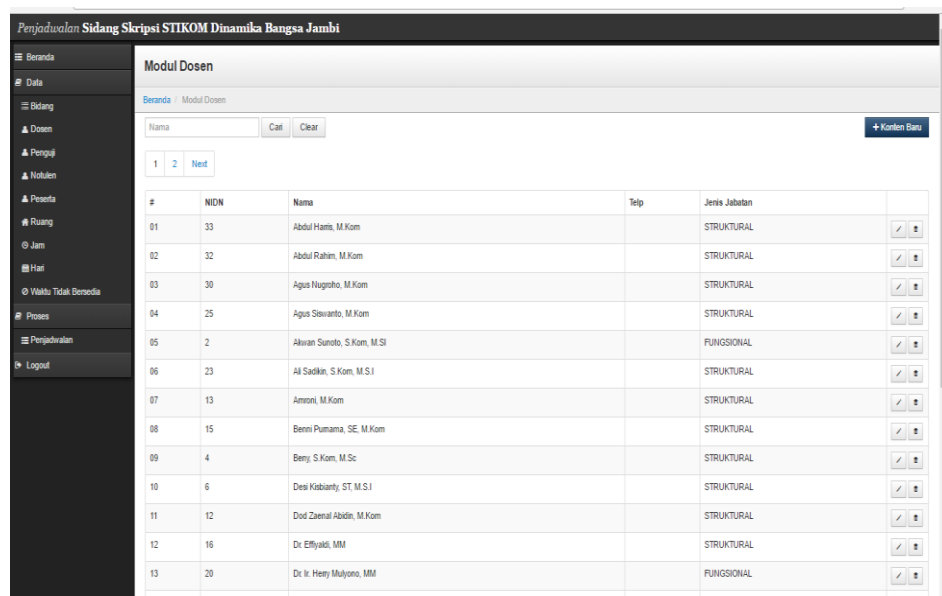 Penjadwalan Sidang Skripsi STIKOM Dinamika Bangsa Jambi
Beranda
Data
Bidang
Dosen
Penguji
Notulen
Peserta
Ruang
Jam
Hari
Waktu Tidak Bersedia
Proses
Penjadwalan
Logout
Modul Dosen
Beranda / Modul Dosen
Nama Cari Clear + Konten Baru
1 2 Next
# NIDN Nama Telp Jenis Jabatan
01 33 Abdul Harris, M.Kom STRUKTURAL
02 32 Abdul Rahim, M.Kom STRUKTURAL
03 30 Agus Nugroho, M.Kom STRUKTURAL
04 25 Agus Siswanto, M.Kom STRUKTURAL
05 2 Akwan Sunoto, S.Kom, M.SI FUNGSIONAL
06 23 Ali Sadikin, S.Kom, M.S.I STRUKTURAL
07 13 Amroni, M.Kom STRUKTURAL
08 15 Benni Purnama, SE, M.Kom STRUKTURAL
09 4 Beny, S.Kom, M.Sc STRUKTURAL
10 6 Desi Kisbianty, ST, M.S.I STRUKTURAL
11 12 Dod Zaenal Abidin, M.Kom STRUKTURAL
12 16 Dr. Effiyaldi, MM STRUKTURAL
13 20 Dr. Ir. Herry Mulyono, MM FUNGSIONAL